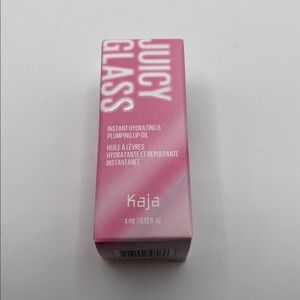 JUICY
GLASS
INSTANT HYDRATING &
PLUMPING LIP OIL
HUILE À LÈVRES
HYDRATANTE ET REPULPANTE
INSTANTANÉE
Kaja
4 ml / 0.13 fl. oz